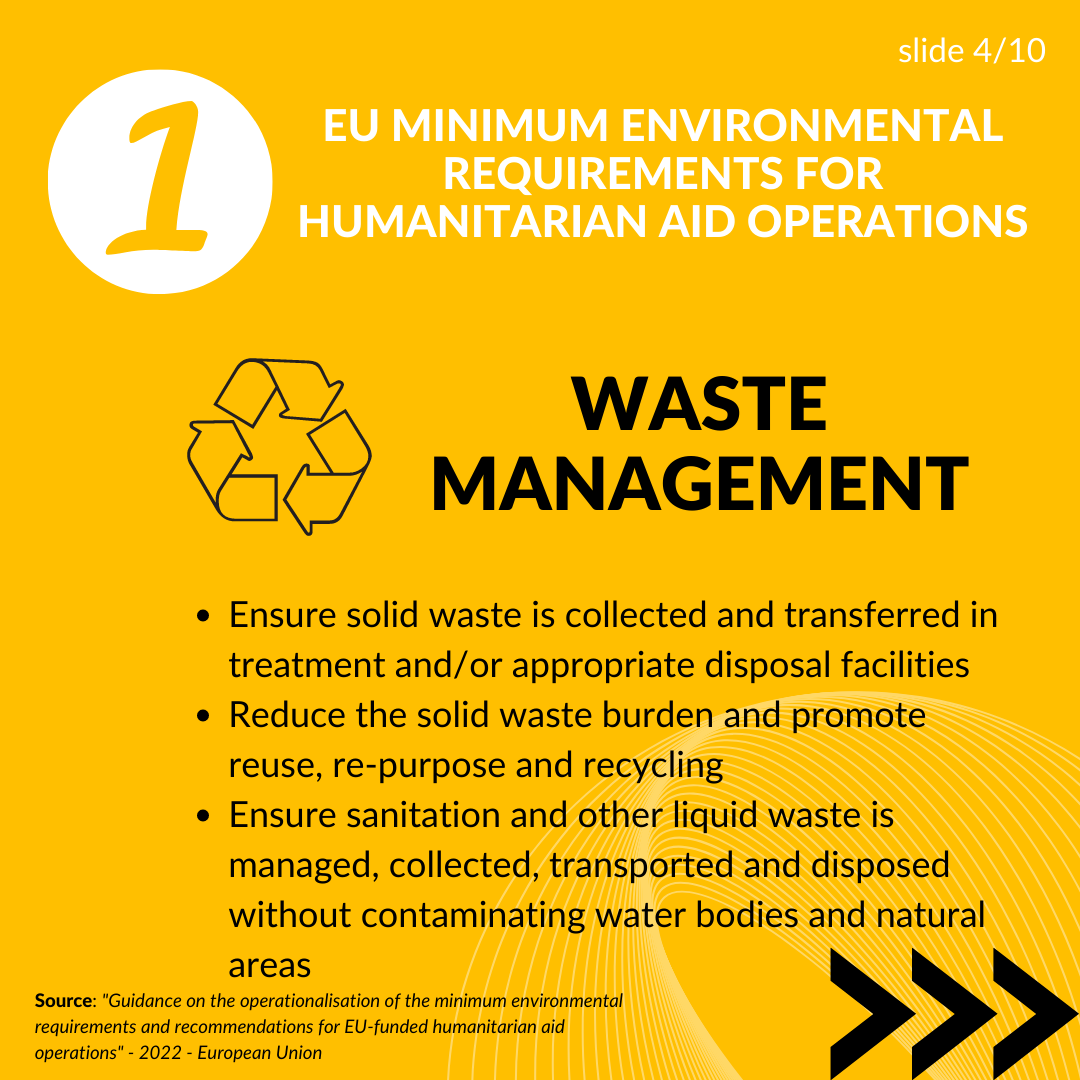 slide 4/10
1
EU MINIMUM ENVIRONMENTAL
REQUIREMENTS FOR
HUMANITARIAN AID OPERATIONS
WASTE
MANAGEMENT
• Ensure solid waste is collected and transferred in
treatment and/or appropriate disposal facilities
• Reduce the solid waste burden and promote
reuse, re-purpose and recycling
• Ensure sanitation and other liquid waste is
managed, collected, transported and disposed
without contaminating water bodies and natural
areas
Source: "Guidance on the operationalisation of the minimum environmental
requirements and recommendations for EU-funded humanitarian aid
operations" - 2022 - European Union